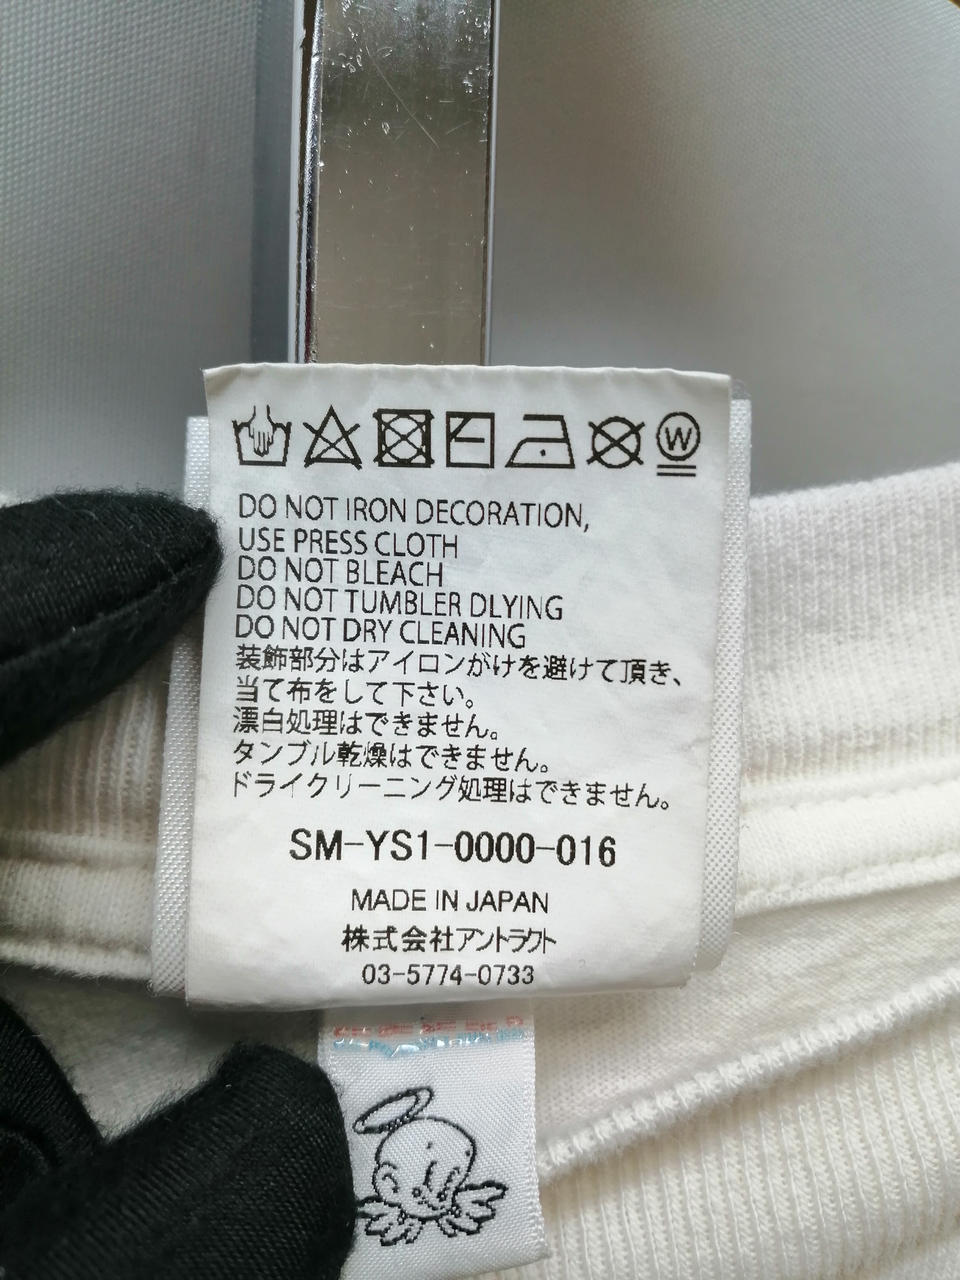 W
DO NOT IRON DECORATION,
USE PRESS CLOTH
DO NOT BLEACH
DO NOT TUMBLER DLYING
DO NOT DRY CLEANING
装飾部分はアイロンがけを避けて頂き、
当て布をして下さい。
漂白処理はできません。
タンブル乾燥はできません。
ドライクリーニング処理はできません。
SM-YS1-0000-016
MADE IN JAPAN
株式会社アントラクト
03-5774-0733